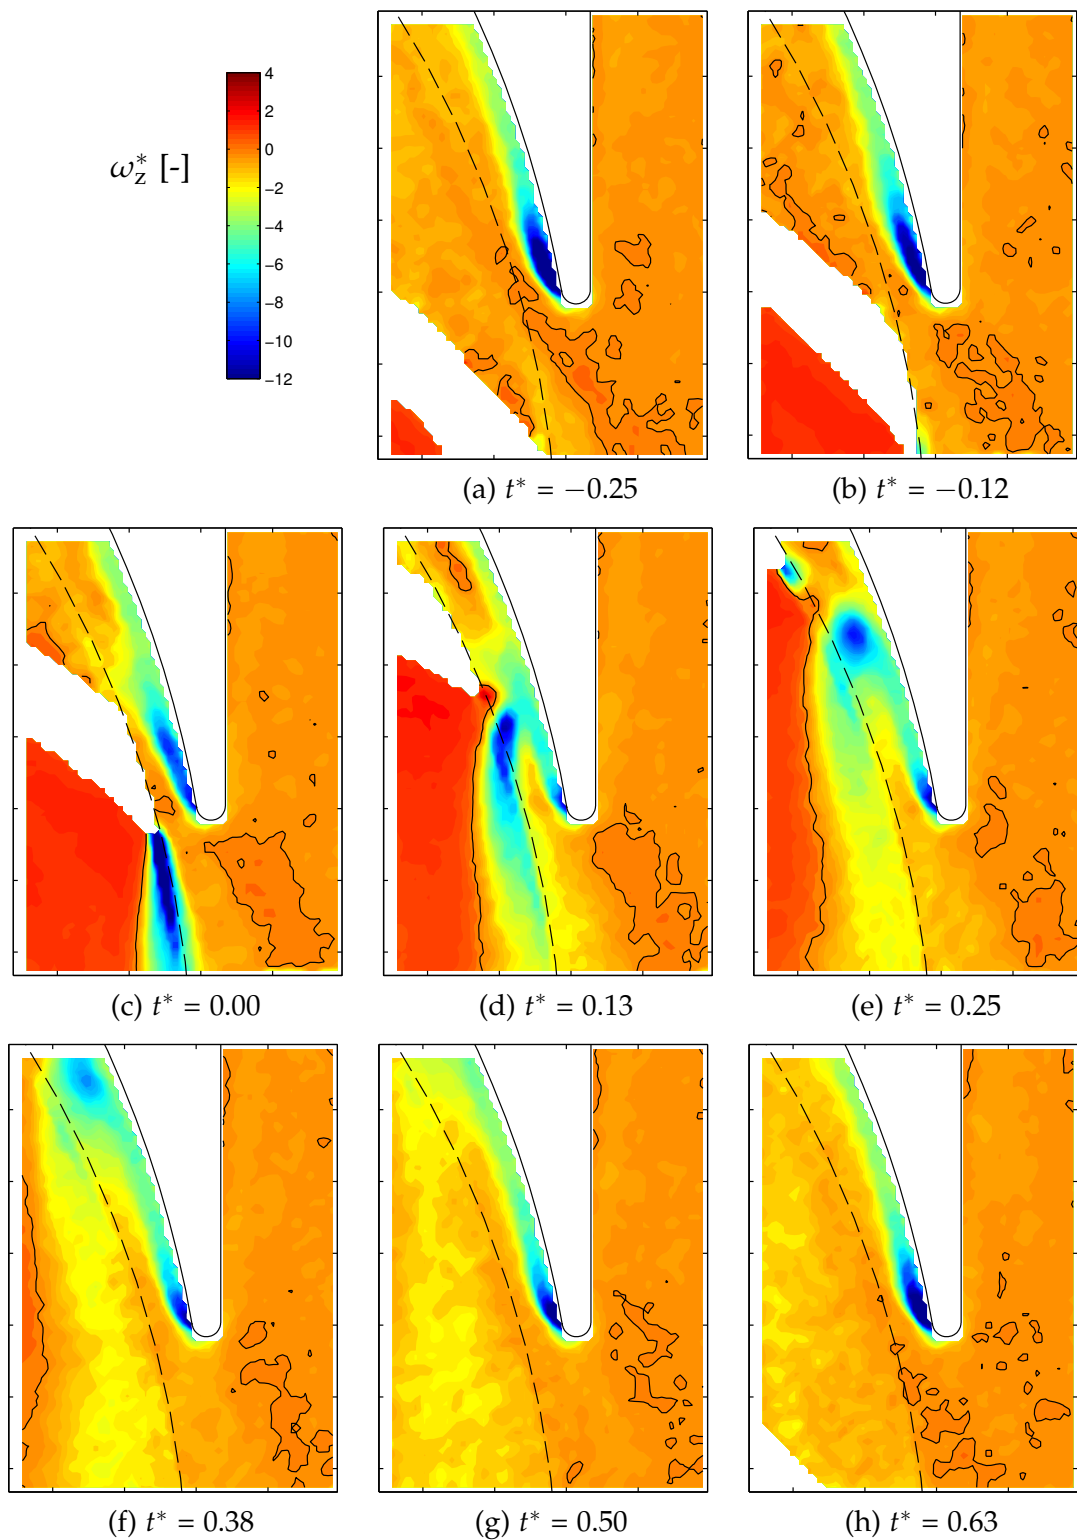 4
2
0
−2
−4
−6
−8
−10
−12
ω*z [-]
(a) t* = −0.25
(b) t* = −0.12
(c) t* = 0.00
(d) t* = 0.13
(e) t* = 0.25
(f) t* = 0.38
(g) t* = 0.50
(h) t* = 0.63